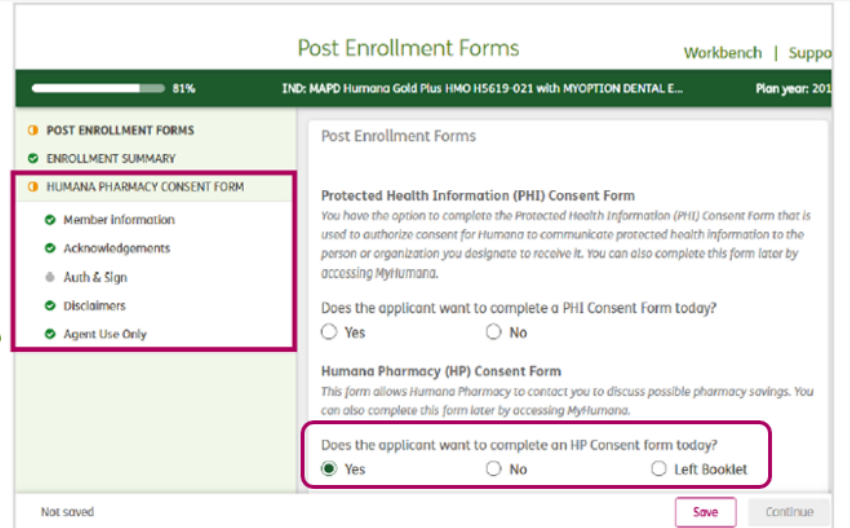 Post Enrollment Forms
Workbench | Suppo
81%
IND: MAPD Humana Gold Plus HMO H5619-021 with MYOPTION DENTAL E...
Plan year: 201
POST ENROLLMENT FORMS
ENROLLMENT SUMMARY
HUMANA PHARMACY CONSENT FORM
Member information
Acknowledgements
Auth & Sign
Disclaimers
Agent Use Only
Post Enrollment Forms
Protected Health Information (PHI) Consent Form
You have the option to complete the Protected Health Information (PHI) Consent Form that is
used to authorize consent for Humana to communicate protected health information to the
person or organization you designate to receive it. You can also complete this form later by
accessing MyHumana.
Does the applicant want to complete a PHI Consent Form today?
Yes No
Humana Pharmacy (HP) Consent Form
This form allows Humana Pharmacy to contact you to discuss possible pharmacy savings. You
can also complete this form later by accessing MyHumana.
Does the applicant want to complete an HP Consent form today?
Yes No Left Booklet
Not saved
Save Continue